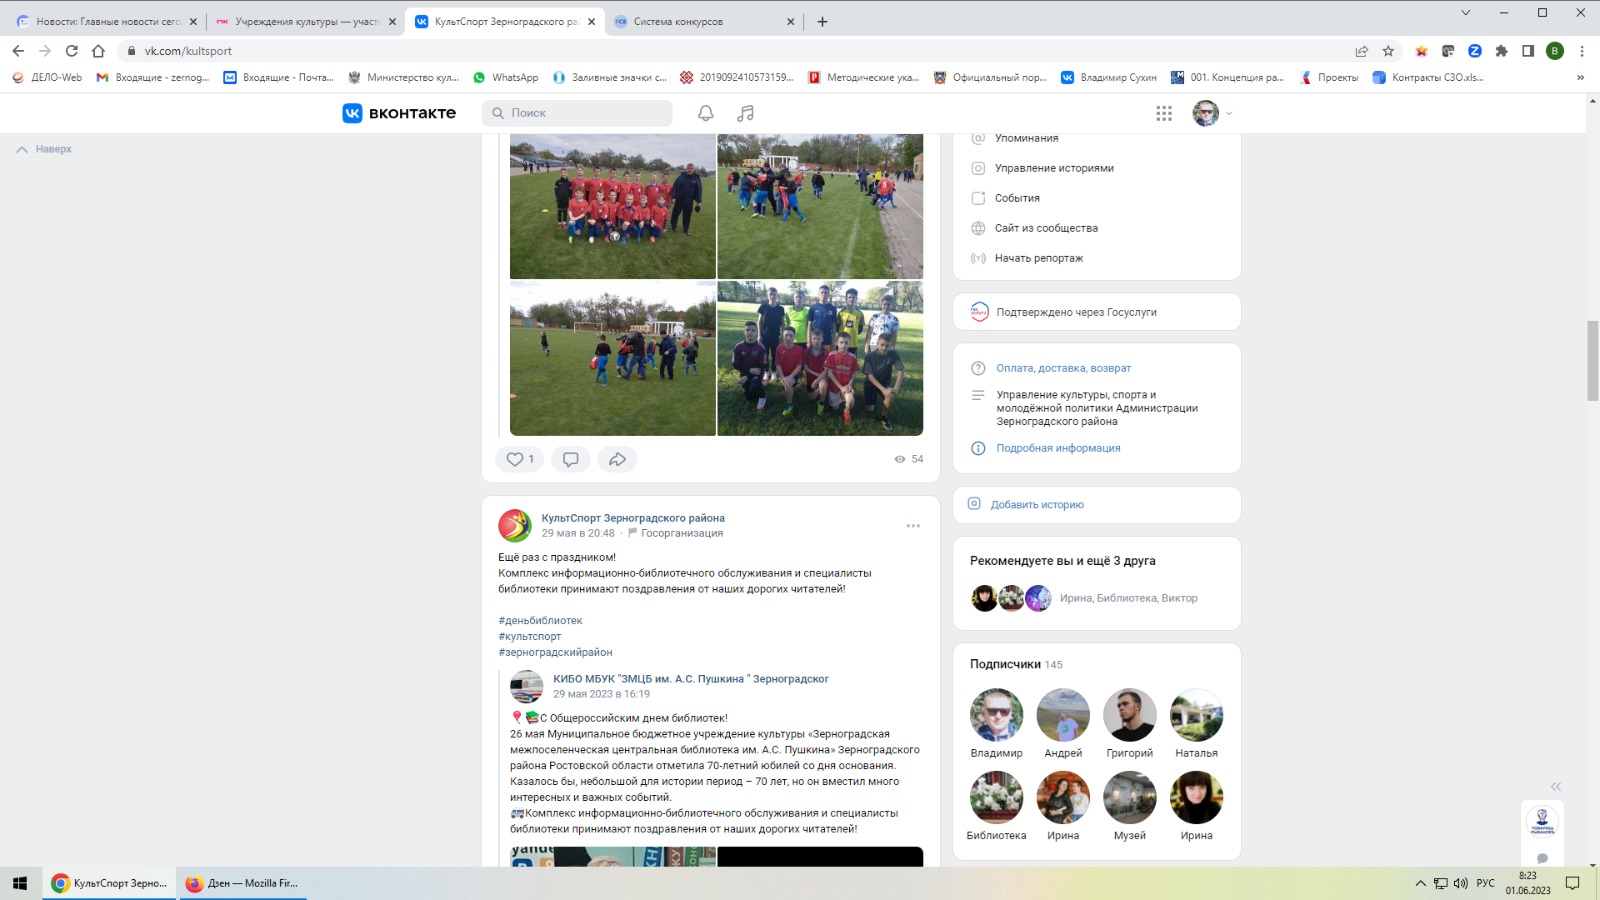 Новости: Главные новости сего
Учреждения культуры — участ
КультСпорт Зерноградского ра
Система конкурсов
vk.com/kultsport
ДЕЛО-Web
Входящие - zernog...
Входящие - Почта...
Министерство кул...
WhatsApp
Заливные значки с...
2019092410573159...
Методические ука...
Официальный пор...
Владимир Сухин
001. Концепция ра...
Проекты
Контракты СЗО.xls...
вконтакте
Поиск
Наверх
Упоминания
Управление историями
События
Сайт из сообщества
Начать репортаж
Подтверждено через Госуслуги
Оплата, доставка, возврат
Управление культуры, спорта и
молодёжной политики Администрации
Зерноградского района
Подробная информация
1
54
Добавить историю
КультСпорт Зерноградского района
29 мая в 20:48 · Госорганизация
Ещё раз с праздником!
Комплекс информационно-библиотечного обслуживания и специалисты
библиотеки принимают поздравления от наших дорогих читателей!
#деньбиблиотек
#культспорт
#зерноградскийрайон
КИБО МБУК "ЗМЦБ им. А.С. Пушкина " Зерноградског
29 мая 2023 в 16:19
С Общероссийским днем библиотек!
26 мая Муниципальное бюджетное учреждение культуры «Зерноградская
межпоселенческая центральная библиотека им. А.С. Пушкина» Зерноградского
района Ростовской области отметила 70-летний юбилей со дня основания.
Казалось бы, небольшой для истории период – 70 лет, но он вместил много
интересных и важных событий.
Комплекс информационно-библиотечного обслуживания и специалисты
библиотеки принимают поздравления от наших дорогих читателей!
Рекомендуете вы и ещё 3 друга
Ирина, Библиотека, Виктор
Подписчики 145
Владимир
Андрей
Григорий
Наталья
Библиотека
Ирина
Музей
Ирина
КультСпорт Зерно...
Дзен — Mozilla Fir...
РУС
8:23
01.06.2023